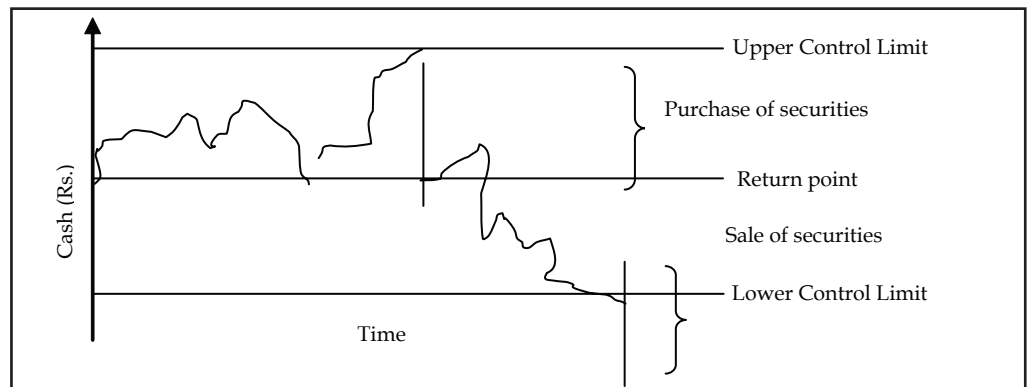 Upper Control Limit
Purchase of securities
Return point
Cash (Rs.)
Sale of securities
Lower Control Limit
Time